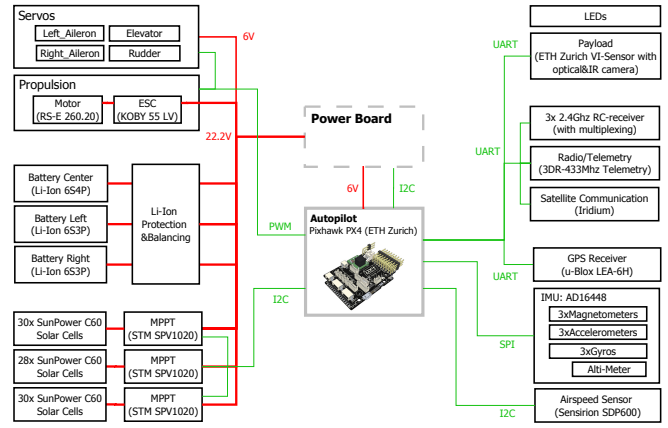 Servos
Left_Aileron
Elevator
Right_Aileron
Rudder
6V
Propulsion
Motor
(RS-E 260.20)
ESC
(KOBY 55 LV)
22.2V
Battery Center
(Li-Ion 6S4P)
Battery Left
(Li-Ion 6S3P)
Battery Right
(Li-Ion 6S3P)
Li-Ion
Protection
&Balancing
30x SunPower C60
Solar Cells
MPPT
(STM SPV1020)
28x SunPower C60
Solar Cells
MPPT
(STM SPV1020)
30x SunPower C60
Solar Cells
MPPT
(STM SPV1020)
PWM
I2C
Power Board
6V
I2C
Autopilot
Pixhawk PX4 (ETH Zurich)
UART
UART
UART
SPI
I2C
LEDs
Payload
(ETH Zurich VI-Sensor with
optical&IR camera)
3x 2.4Ghz RC-receiver
(with multiplexing)
Radio/Telemetry
(3DR-433Mhz Telemetry)
Satellite Communication
(Iridium)
GPS Receiver
(u-Blox LEA-6H)
IMU: AD16448
3xMagnetometers
3xAccelerometers
3xGyros
Alti-Meter
Airspeed Sensor
(Sensirion SDP600)